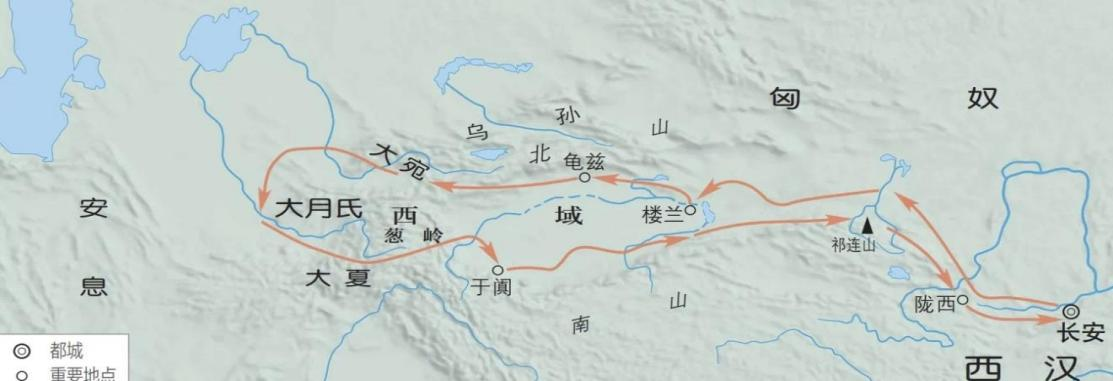 匈奴
乌孙
北山
大宛
龟兹
安息
大月氏
西域
葱岭
楼兰
祁连山
大夏
于阗
南山
陇西
长安
西汉
都城
重要地点